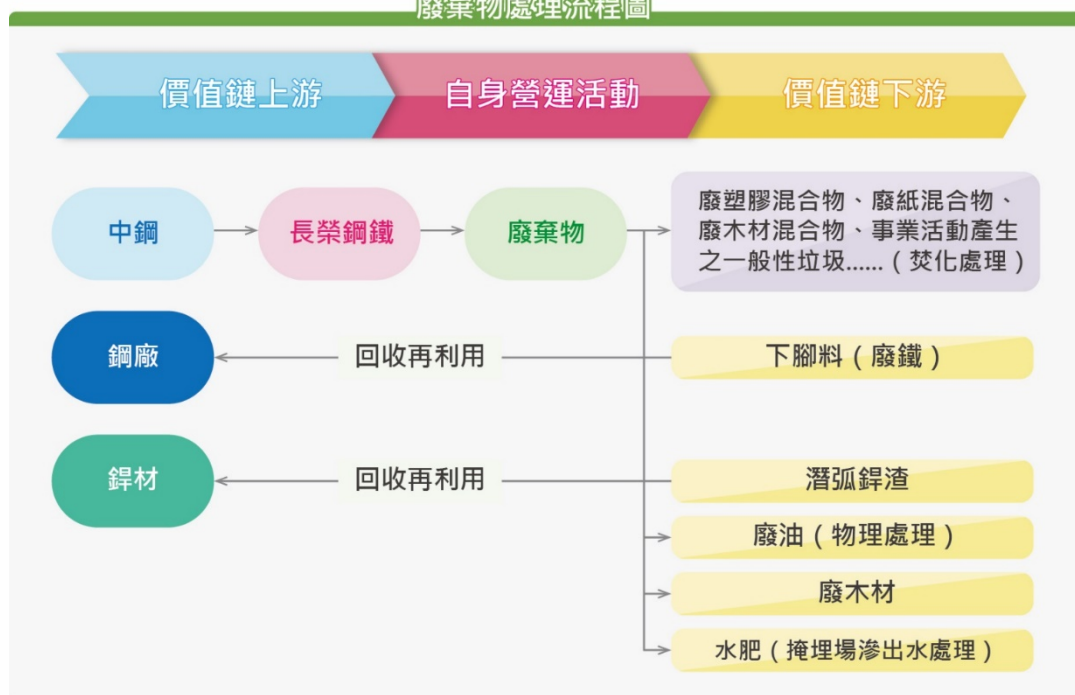 廢棄物處理流程圖
價值鏈上游
自身營運活動
價值鏈下游
中鋼
長榮鋼鐵
廢棄物
廢塑膠混合物、廢紙混合物、
廢木材混合物、事業活動產生
之一般性垃圾......(焚化處理)
鋼廠
回收再利用
下腳料(廢鐵)
銲材
回收再利用
潛弧銲渣
廢油(物理處理)
廢木材
水肥(掩埋場滲出水處理)